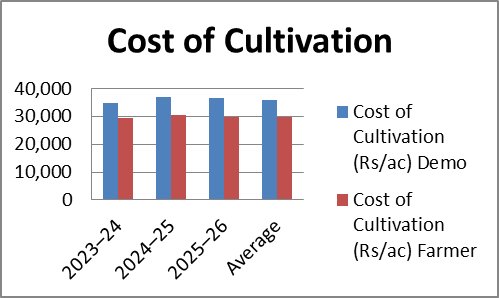 Cost of Cultivation
40,000
30,000
20,000
10,000
0
2023–24
2024–25
2025–26
Average
Cost of
Cultivation
(Rs/ac) Demo
Cost of
Cultivation
(Rs/ac) Farmer